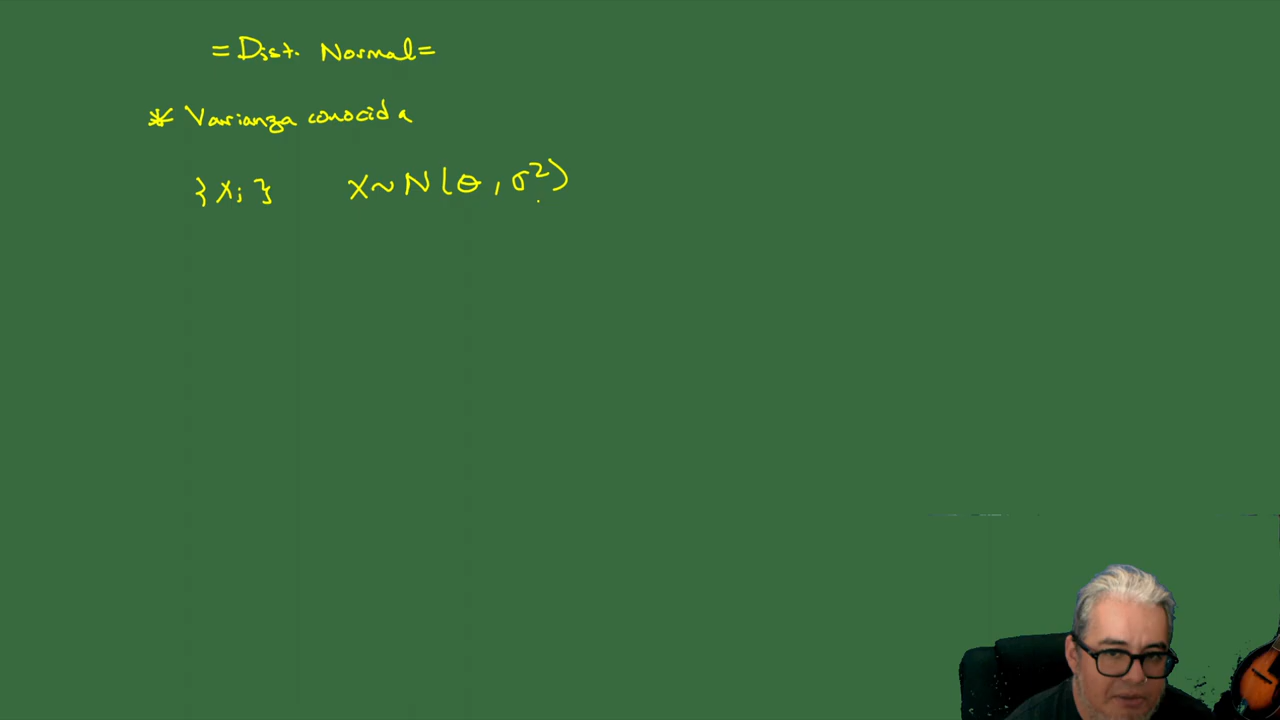 = Dist. Normal =
* Varianza conocida
{xi} x~N(θ, σ²)